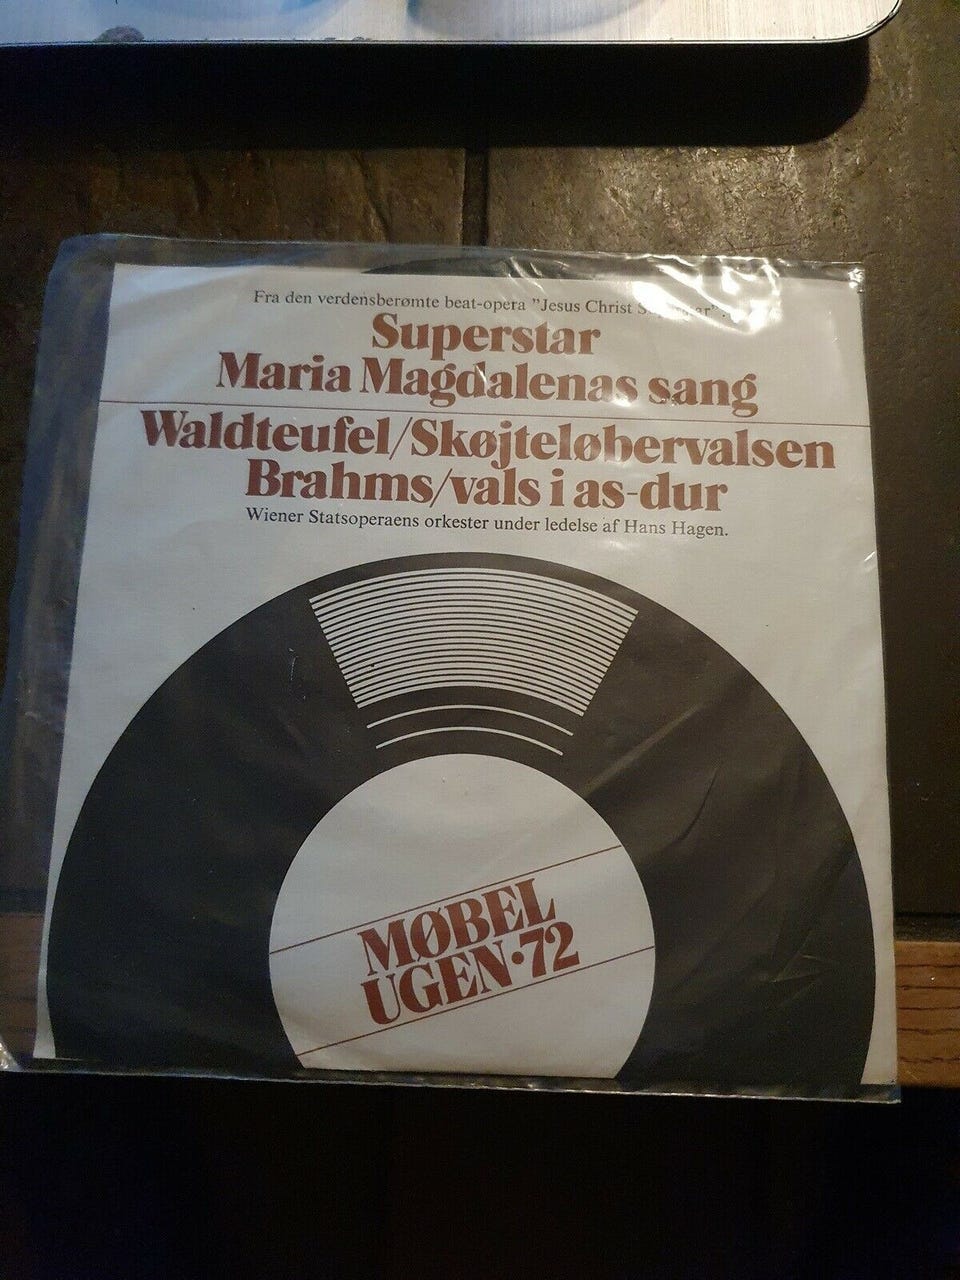 Fra den verdensberømte beat-opera "Jesus Christ
Superstar
Maria Magdalenas sang
Waldteufel/Skøjteløbervalsen
Brahms/vals i as-dur
Wiener Statsoperaens orkester under ledelse af Hans Hagen.
MØBEL
UGEN·72